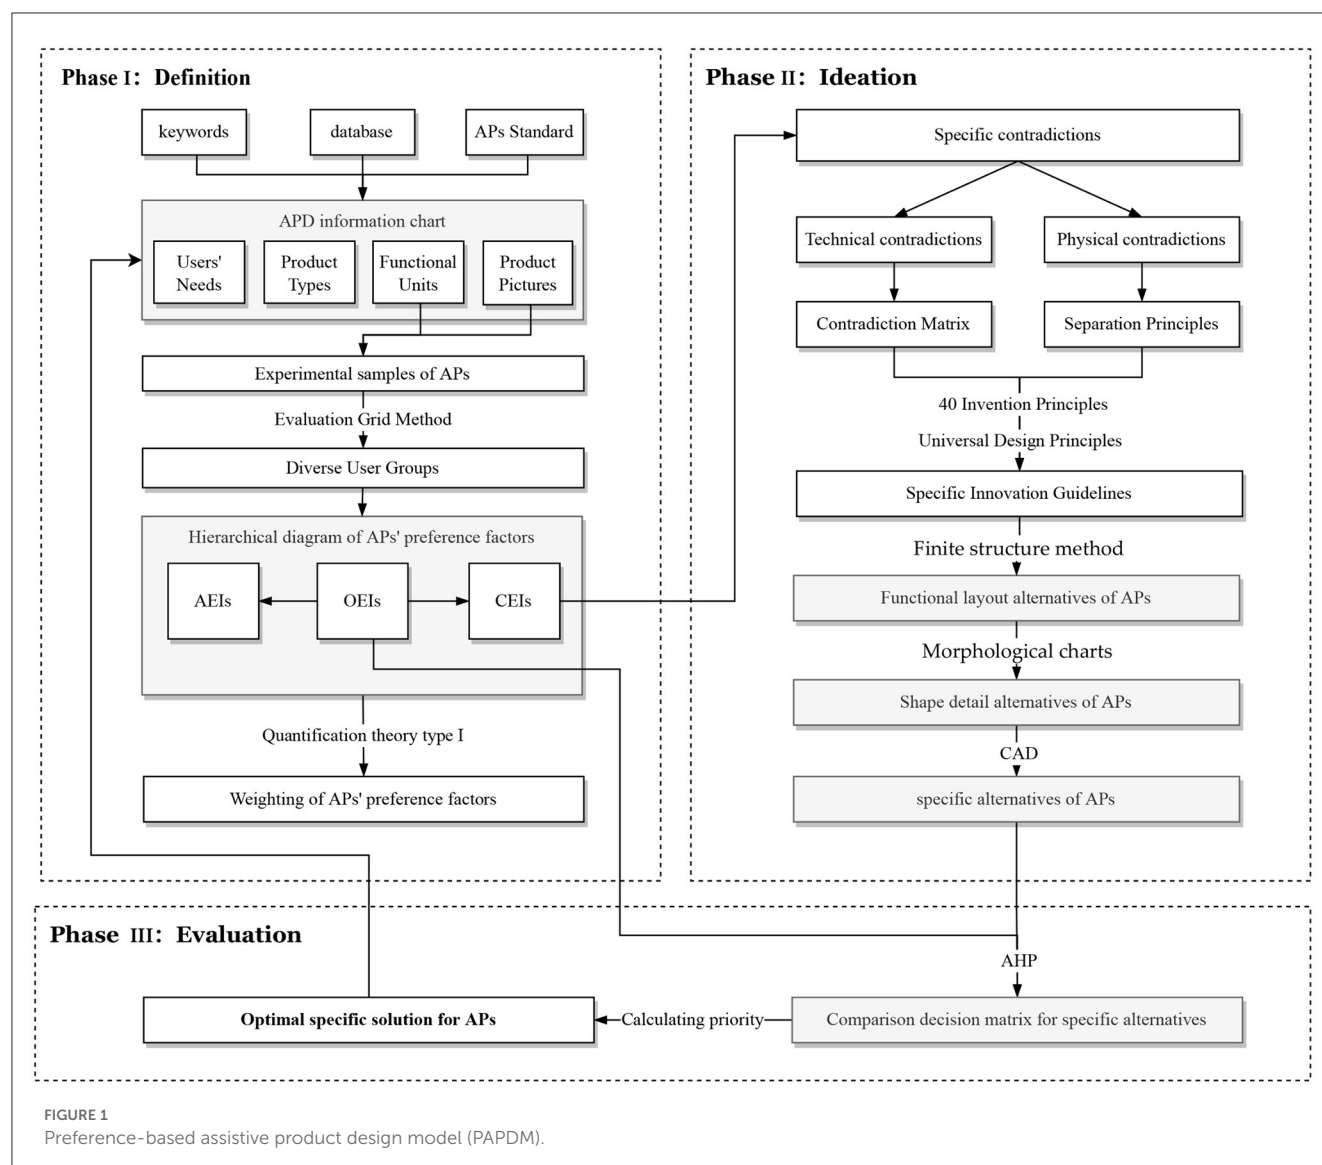 Phase I: Definition
keywords
database
APs Standard
APD information chart
Users'
Needs
Product
Types
Functional
Units
Product
Pictures
Experimental samples of APs
Evaluation Grid Method
Diverse User Groups
Hierarchical diagram of APs' preference factors
AEIs
OEIs
CEIs
Quantification theory type I
Weighting of APs' preference factors
Phase II: Ideation
Specific contradictions
Technical contradictions
Physical contradictions
Contradiction Matrix
Separation Principles
40 Invention Principles
Universal Design Principles
Specific Innovation Guidelines
Finite structure method
Functional layout alternatives of APs
Morphological charts
Shape detail alternatives of APs
CAD
specific alternatives of APs
Phase III: Evaluation
AHP
Optimal specific solution for APs
Calculating priority
Comparison decision matrix for specific alternatives
FIGURE 1
Preference-based assistive product design model (PAPDM).